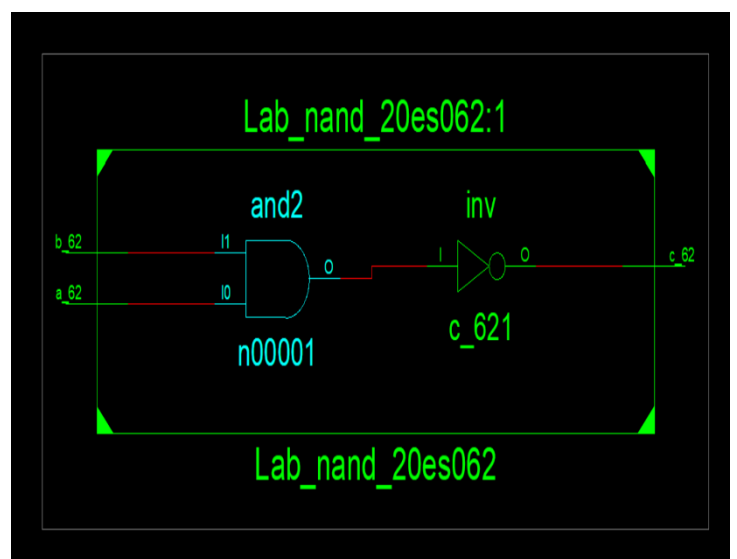 Lab_nand_20es062:1
and2
inv
b_62
I1
O
I
O
c_62
a_62
I0
n00001
c_621
Lab_nand_20es062